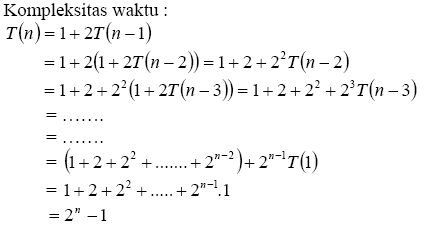 Kompleksitas waktu :
T(n) = 1 + 2T(n − 1)
= 1 + 2(1 + 2T(n − 2)) = 1 + 2 + 2²T(n − 2)
= 1 + 2 + 2²(1 + 2T(n − 3)) = 1 + 2 + 2² + 2³T(n − 3)
= .......
= .......
= (1 + 2 + 2² + ....... + 2ⁿ⁻²) + 2ⁿ⁻¹T(1)
= 1 + 2 + 2² + ..... + 2ⁿ⁻¹.1
= 2ⁿ − 1